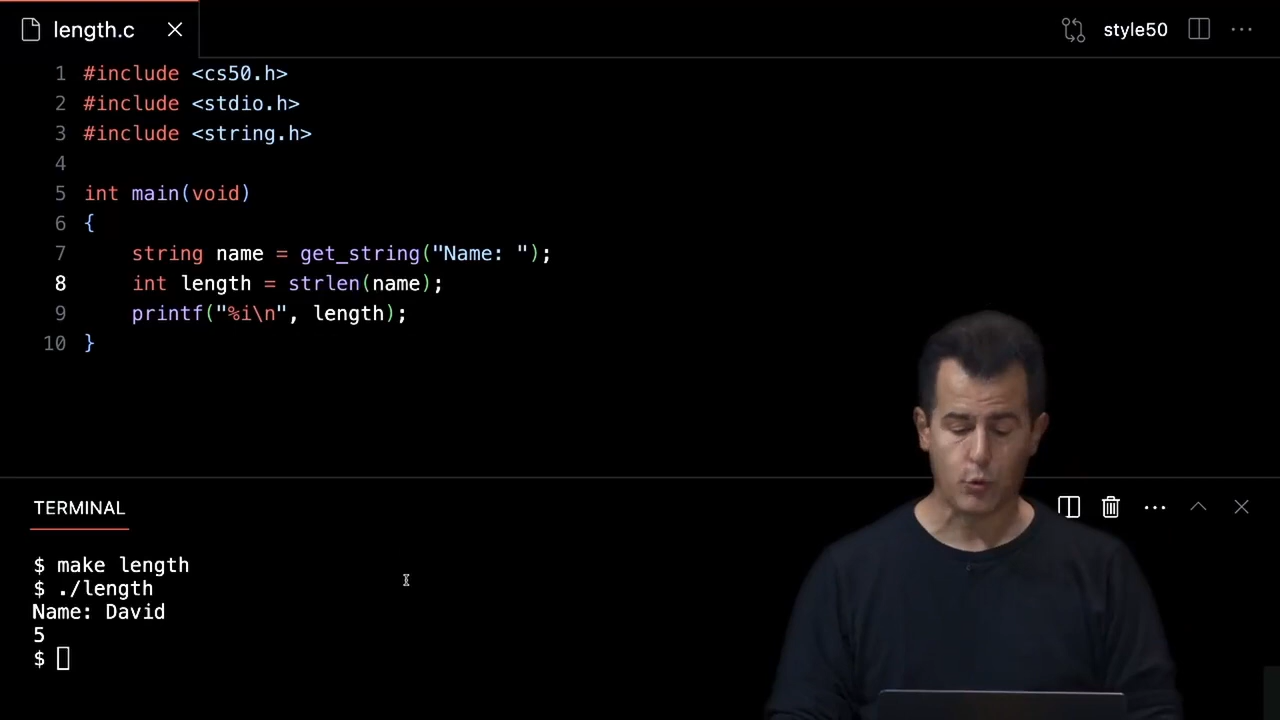 length.c
style50
1 #include <cs50.h>
2 #include <stdio.h>
3 #include <string.h>
4
5 int main(void)
6 {
7     string name = get_string("Name: ");
8     int length = strlen(name);
9     printf("%i\n", length);
10 }
TERMINAL
$ make length
$ ./length
Name: David
5
$